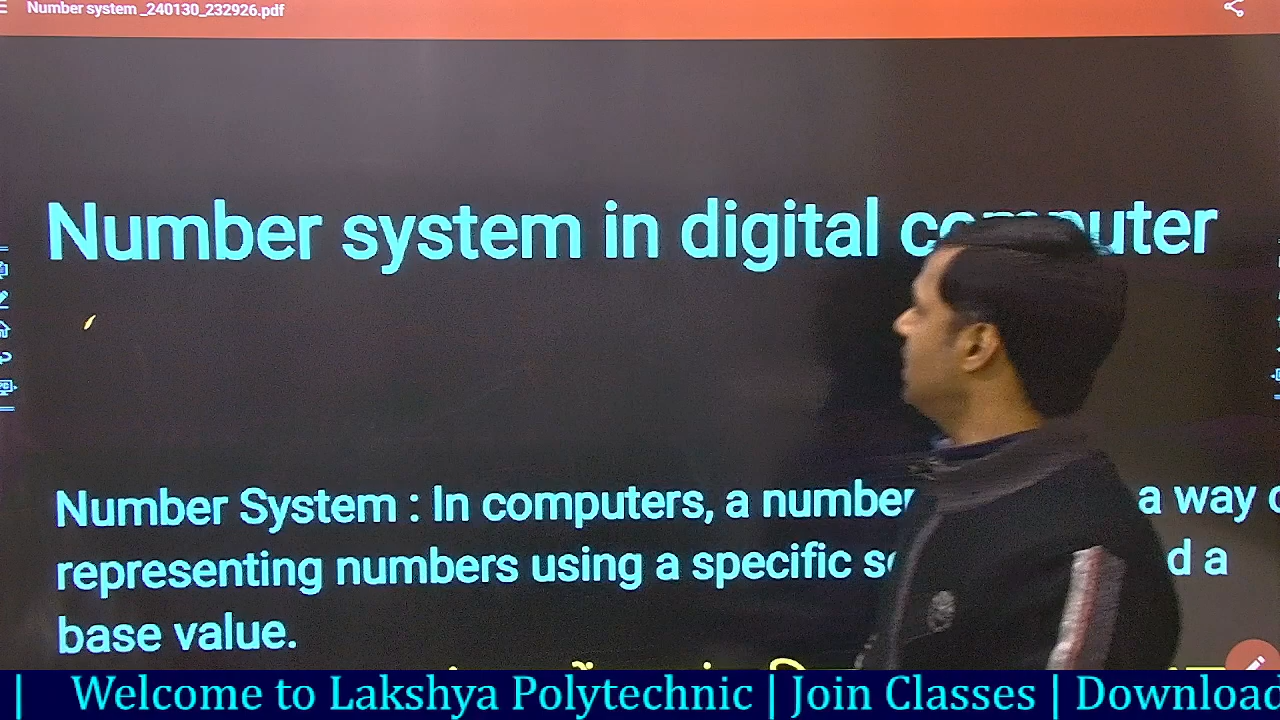 Number system _240130_232926.pdf
Number system in digital computer
Number System : In computers, a number a way
representing numbers using a specific a
base value.
| Welcome to Lakshya Polytechnic | Join Classes | Download